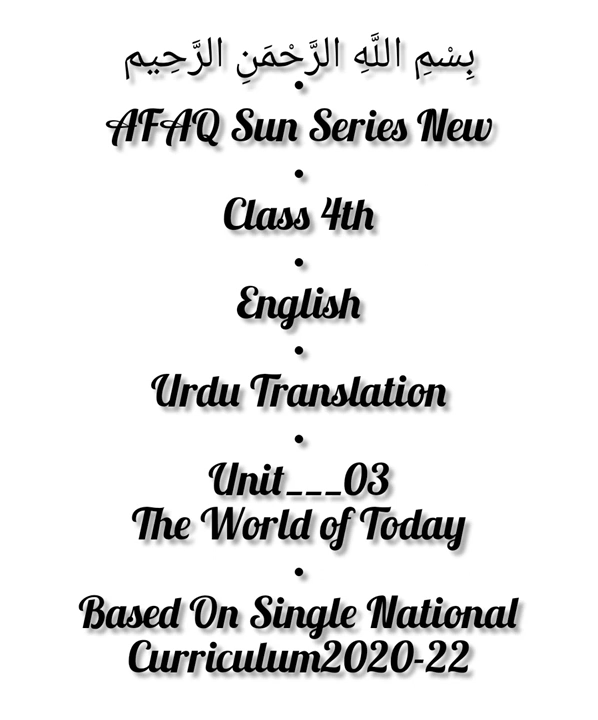 بِسْمِ اللَّهِ الرَّحْمَنِ الرَّحِيم
•
AFAQ Sun Series New
•
Class 4th
•
English
•
Urdu Translation
•
Unit___03
The World of Today
•
Based On Single National
Curriculum2020-22